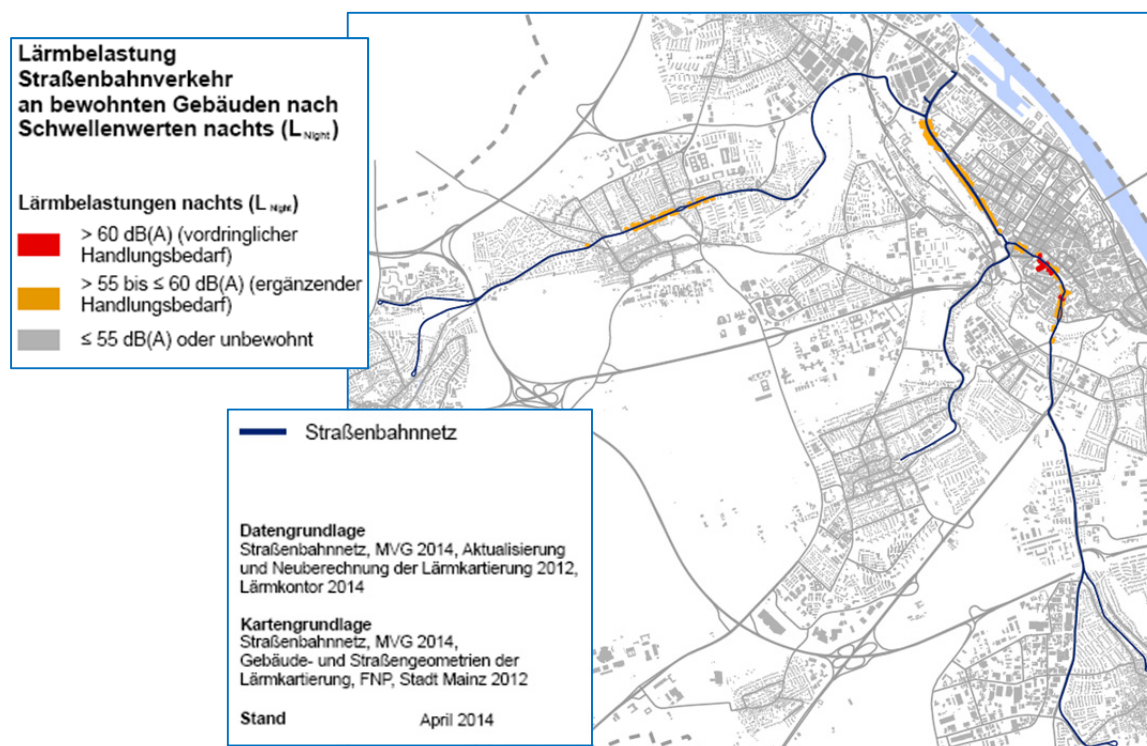 Lärmbelastung
Straßenbahnverkehr
an bewohnten Gebäuden nach
Schwellenwerten nachts (L Night)
Lärmbelastungen nachts (L Night)
> 60 dB(A) (vordringlicher
Handlungsbedarf)
> 55 bis ≤ 60 dB(A) (ergänzender
Handlungsbedarf)
≤ 55 dB(A) oder unbewohnt
Straßenbahnnetz
Datengrundlage
Straßenbahnnetz, MVG 2014, Aktualisierung
und Neuberechnung der Lärmkartierung 2012,
Lärmkontor 2014
Kartengrundlage
Straßenbahnnetz, MVG 2014,
Gebäude- und Straßengeometrien der
Lärmkartierung, FNP, Stadt Mainz 2012
Stand April 2014